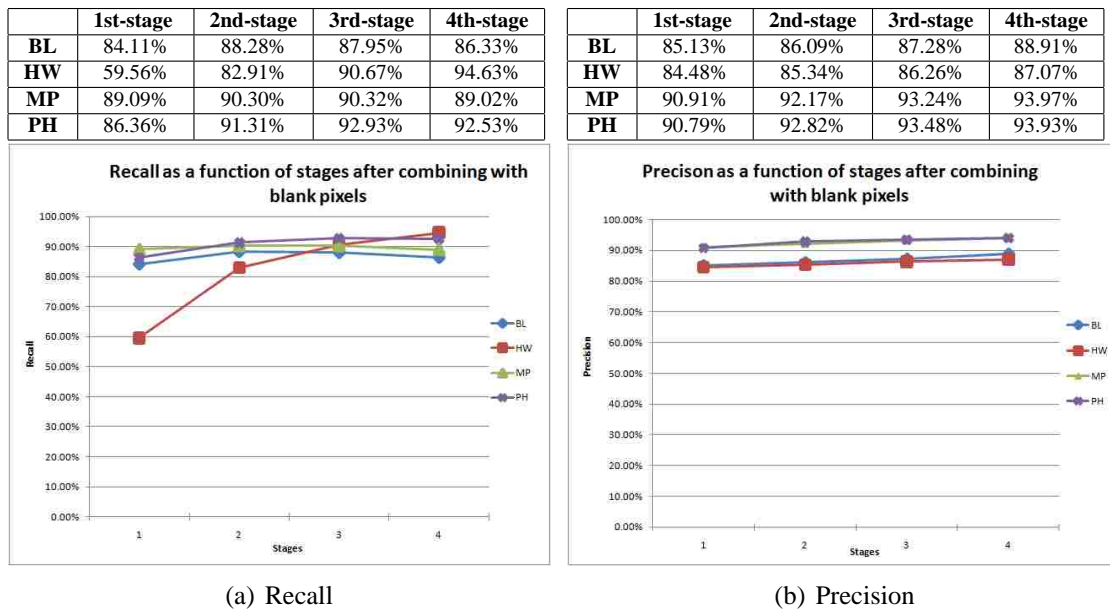 1st-stage 2nd-stage 3rd-stage 4th-stage
BL 84.11% 88.28% 87.95% 86.33%
HW 59.56% 82.91% 90.67% 94.63%
MP 89.09% 90.30% 90.32% 89.02%
PH 86.36% 91.31% 92.93% 92.53%
Recall as a function of stages after combining with
blank pixels
100.00%
90.00%
80.00%
70.00%
60.00%
50.00%
40.00%
30.00%
20.00%
10.00%
0.00%
Recall
1 2 3 4
Stages
BL
HW
MP
PH
(a) Recall
1st-stage 2nd-stage 3rd-stage 4th-stage
BL 85.13% 86.09% 87.28% 88.91%
HW 84.48% 85.34% 86.26% 87.07%
MP 90.91% 92.17% 93.24% 93.97%
PH 90.79% 92.82% 93.48% 93.93%
Precison as a function of stages after combining
with blank pixels
100.00%
90.00%
80.00%
70.00%
60.00%
50.00%
40.00%
30.00%
20.00%
10.00%
0.00%
Precision
1 2 3 4
Stages
BL
HW
MP
PH
(b) Precision